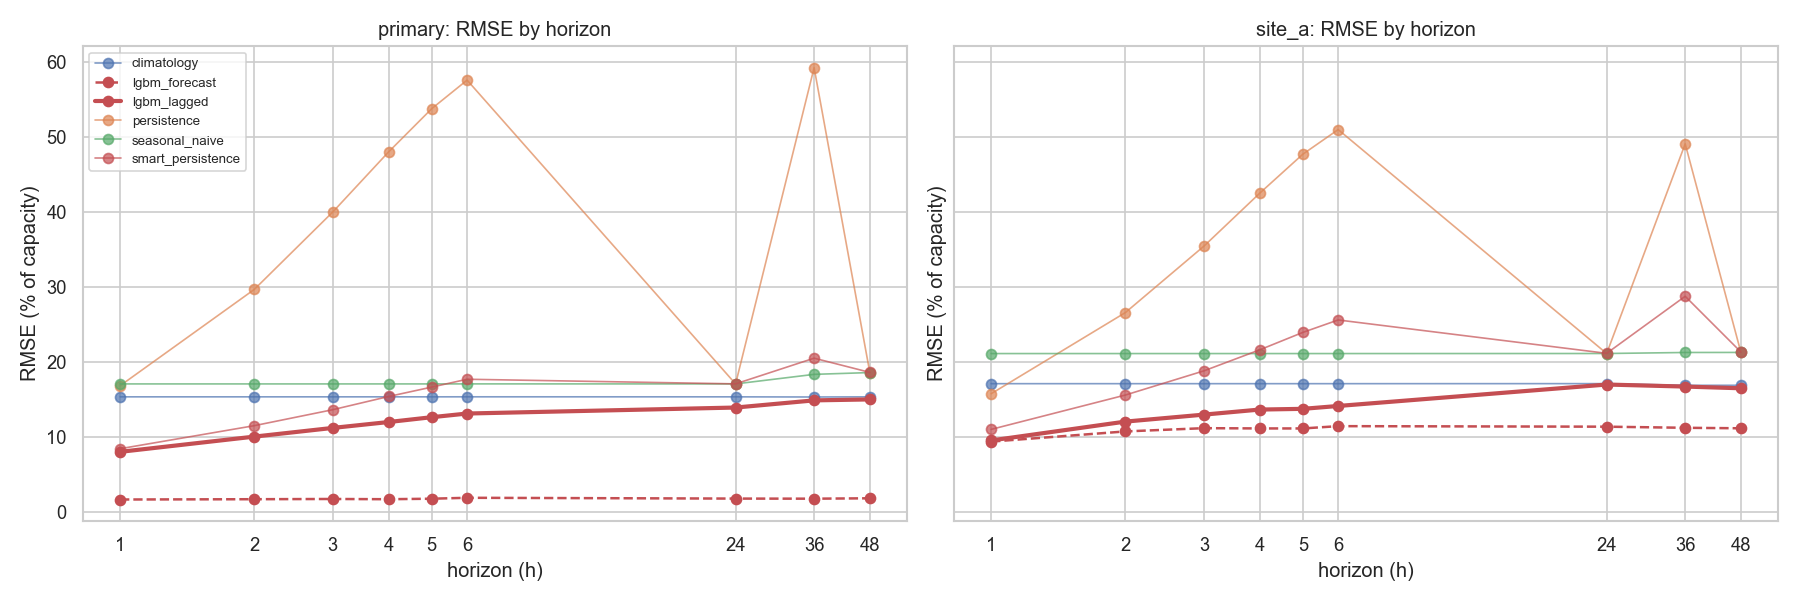 primary: RMSE by horizon
climatology
lgbm_forecast
lgbm_lagged
persistence
seasonal_naive
smart_persistence
RMSE (% of capacity)
60
50
40
30
20
10
0
1 2 3 4 5 6 24 36 48
horizon (h)
site_a: RMSE by horizon
RMSE (% of capacity)
1 2 3 4 5 6 24 36 48
horizon (h)